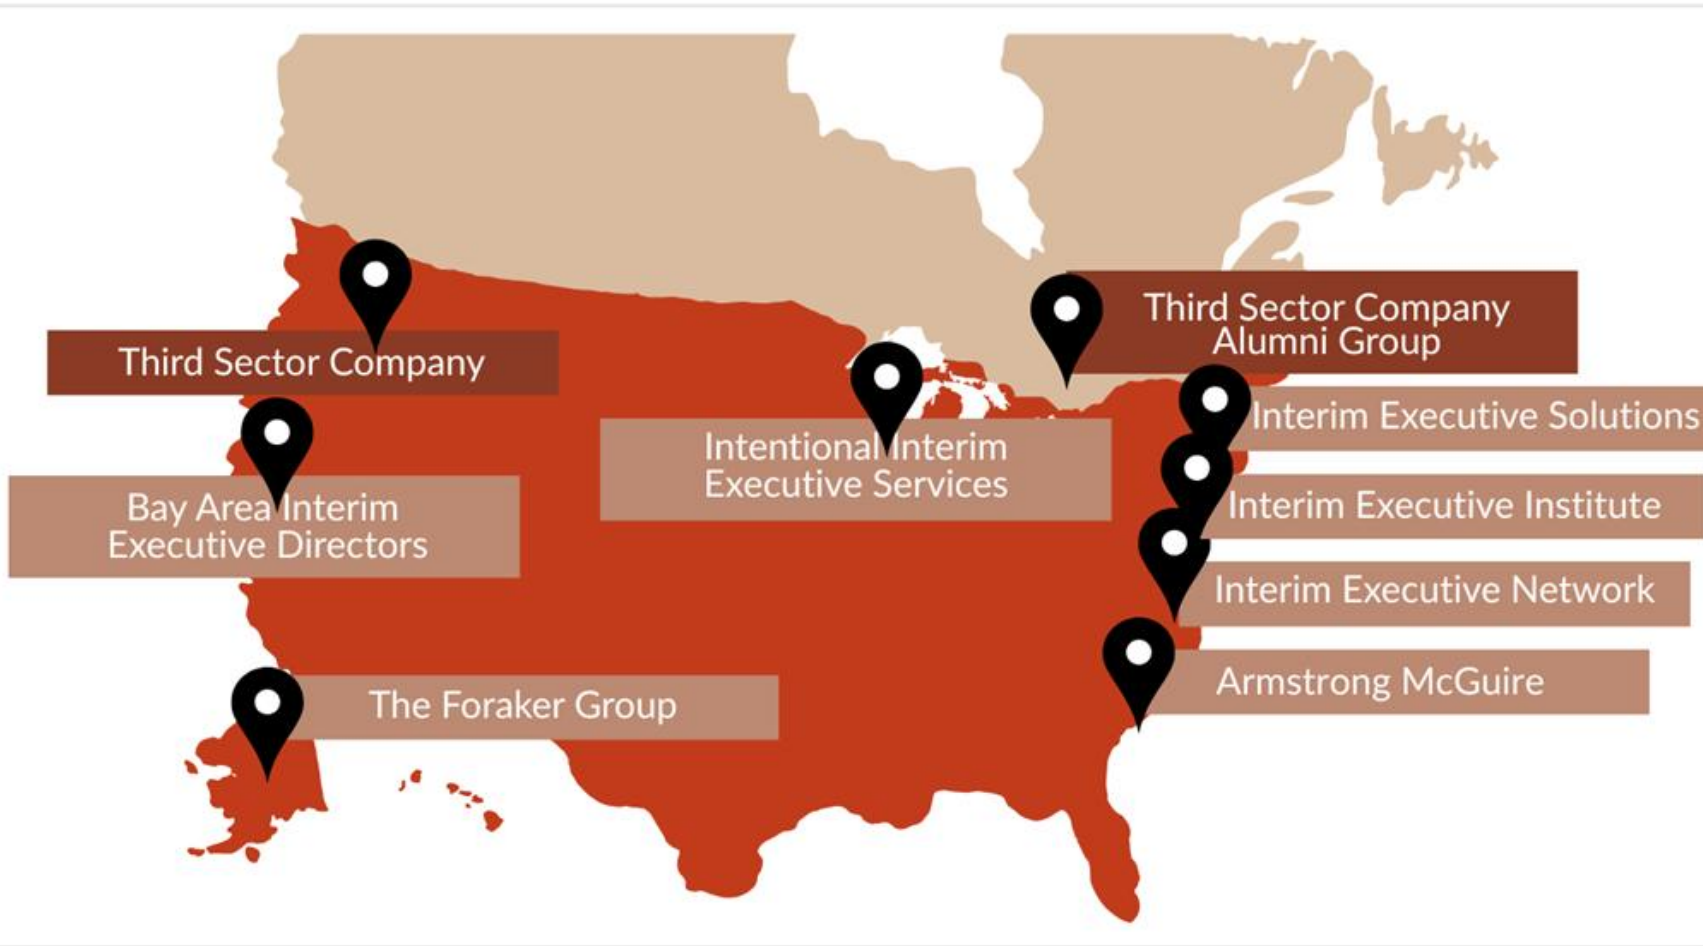 Third Sector Company
Alumni Group
Third Sector Company
Interim Executive Solutions
Intentional Interim
Executive Services
Bay Area Interim
Executive Directors
Interim Executive Institute
Interim Executive Network
Armstrong McGuire
The Foraker Group